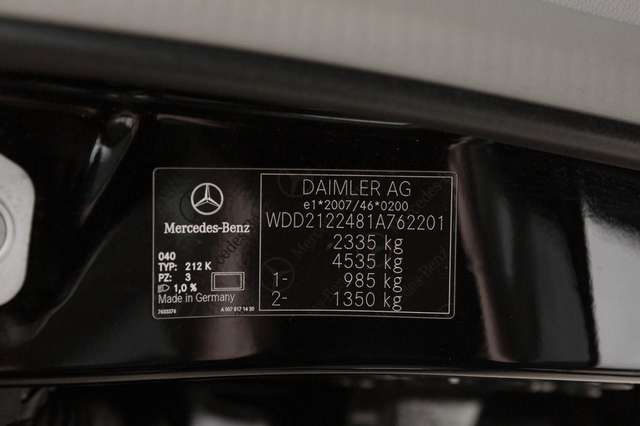 Mercedes-Benz
040
TYP: 212 K
PZ: 3
1,0 %
Made in Germany
DAIMLER AG
e1*2007/46*0200
WDD2122481A762201
2335 kg
4535 kg
1- 985 kg
2- 1350 kg